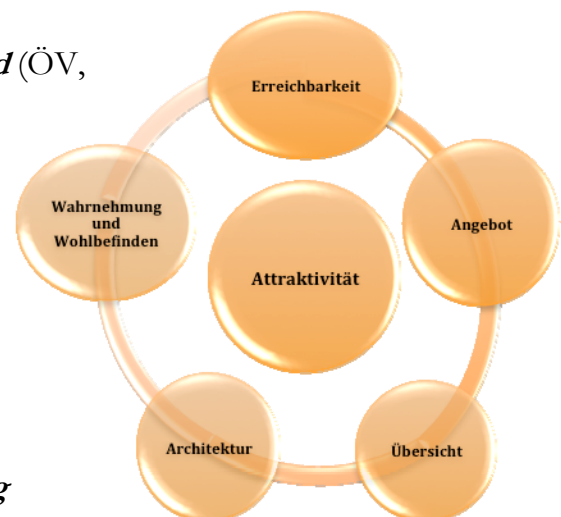 d (ÖV,
Erreichbarkeit
Wahrnehmung
und
Wohlbefinden
Angebot
Attraktivität
Architektur
Übersicht
g